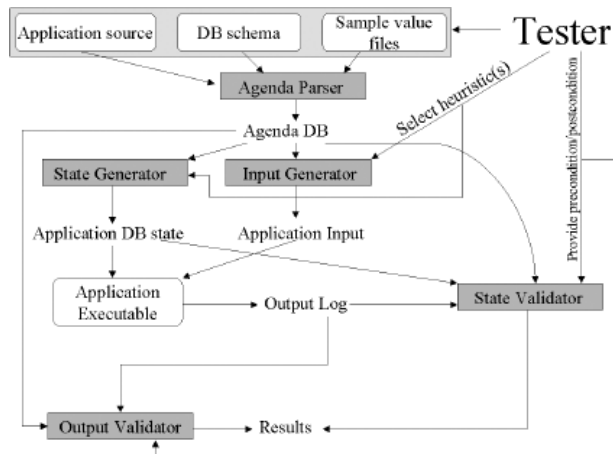 Application source
DB schema
Sample value
files
Tester
Agenda Parser
Select heuristic(s)
Provide precondition/postcondition
Agenda DB
State Generator
Input Generator
Application DB state
Application Input
Application
Executable
Output Log
State Validator
Output Validator
Results